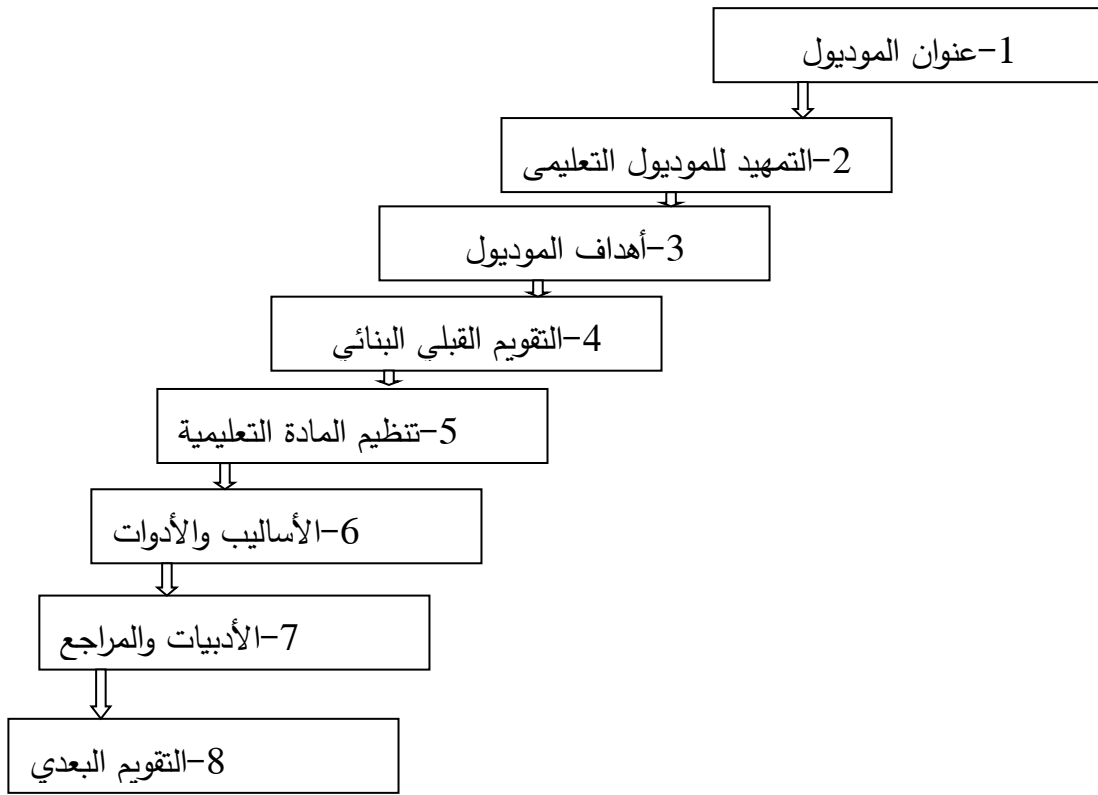 1-عنوان الموديول
2-التمهيد للموديول التعليمى
3-أهداف الموديول
4-التقويم القبلي البنائي
5-تنظيم المادة التعليمية
6-الأساليب والأدوات
7-الأدبيات والمراجع
8-التقويم البعدي